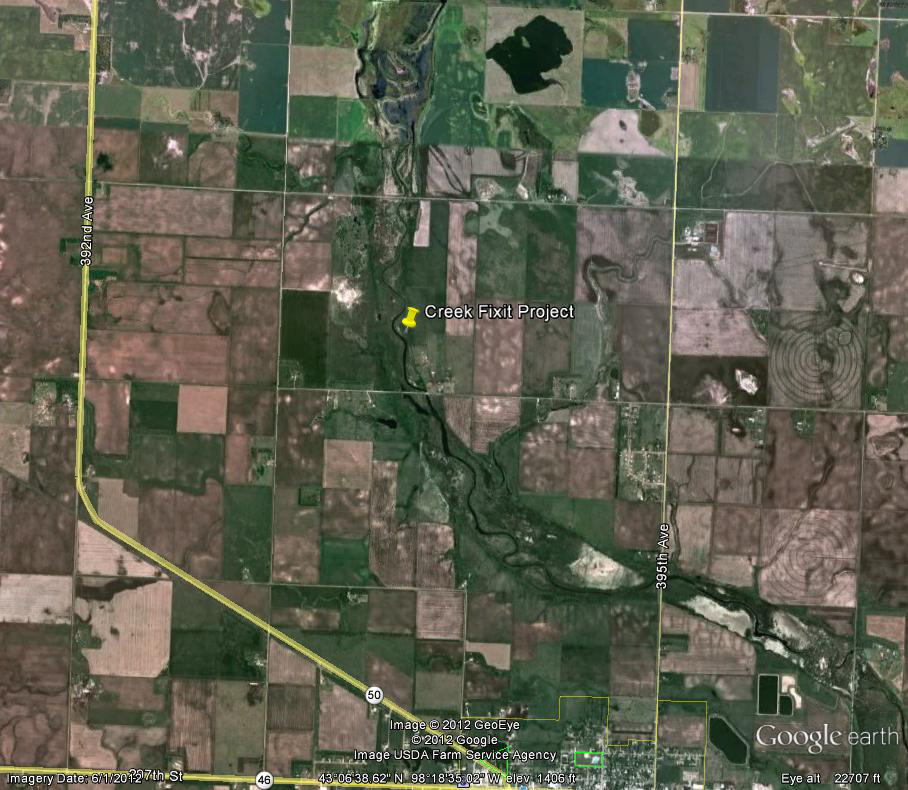 392nd Ave
Creek Fixit Project
395th Ave
50
Image © 2012 GeoEye
© 2012 Google
Image USDA Farm Service Agency
Google earth
Imagery Date: 6/1/2012
297th St
46
43°06'38.62" N 98°18'35.02" W elev 1406 ft
Eye alt 22707 ft